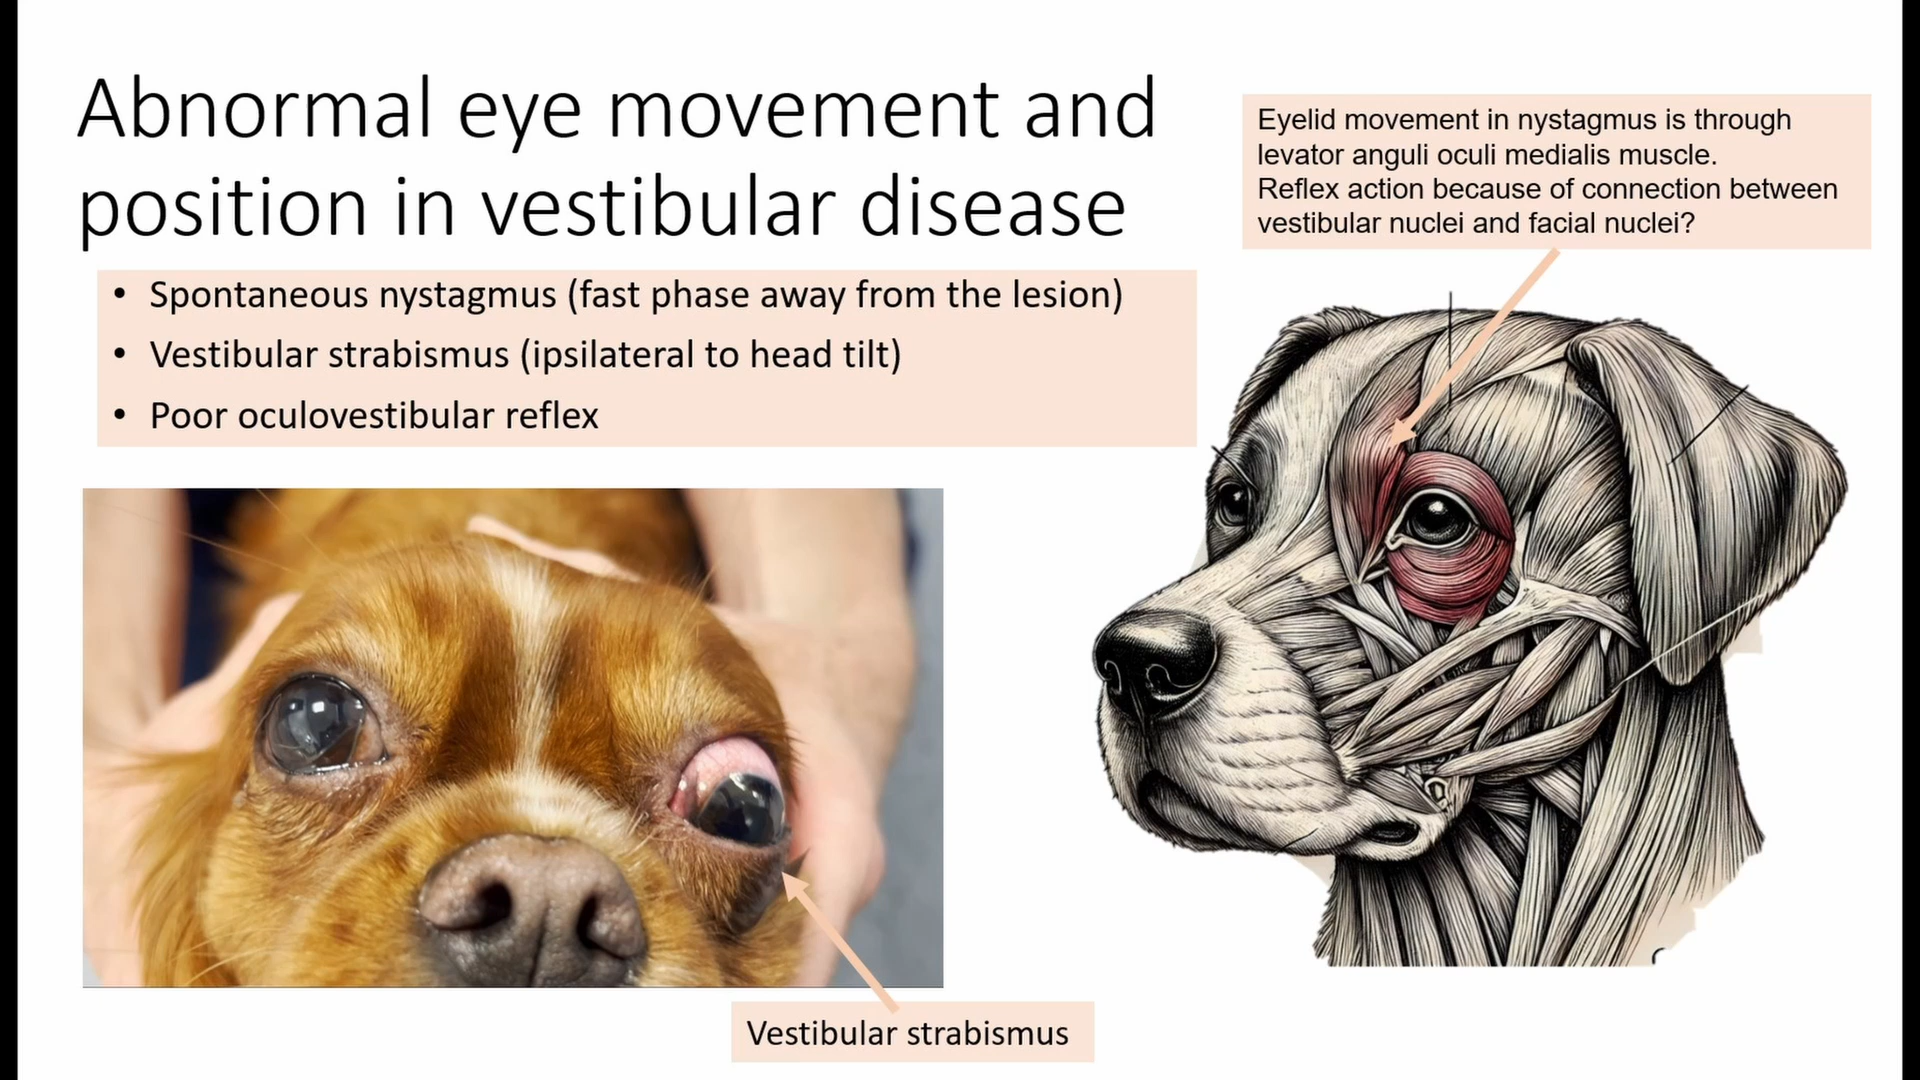 Abnormal eye movement and
position in vestibular disease
Eyelid movement in nystagmus is through
levator anguli oculi medialis muscle.
Reflex action because of connection between
vestibular nuclei and facial nuclei?
• Spontaneous nystagmus (fast phase away from the lesion)
• Vestibular strabismus (ipsilateral to head tilt)
• Poor oculovestibular reflex
Vestibular strabismus